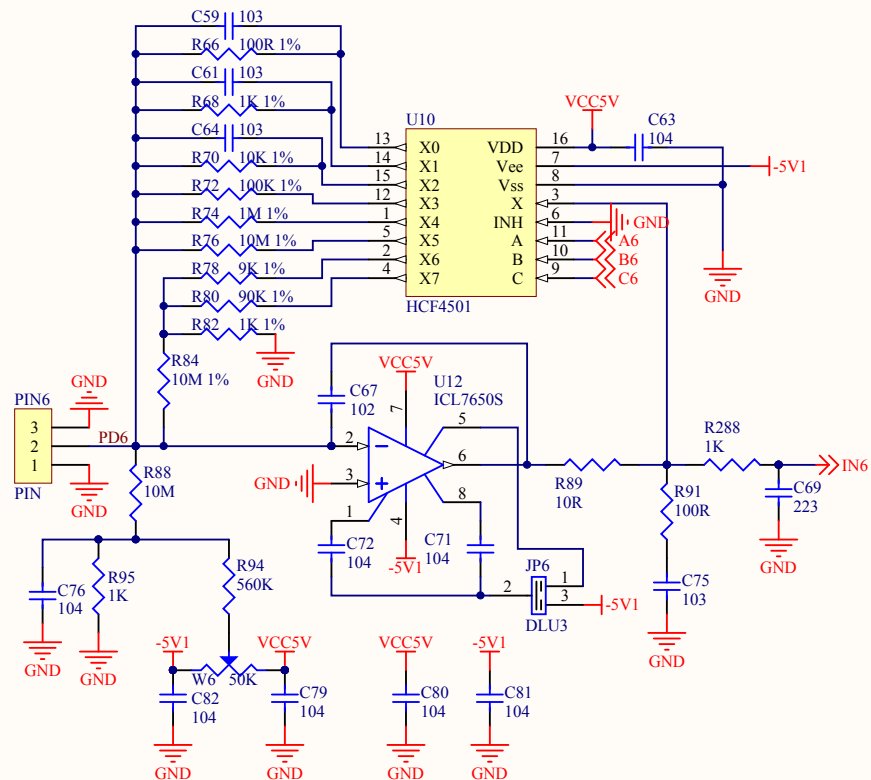 C59 103
R66 100R 1%
C61 103
R68 1K 1%
C64 103
R70 10K 1%
R72 100K 1%
R74 1M 1%
R76 10M 1%
R78 9K 1%
R80 90K 1%
R82 1K 1%
GND
R84
10M 1%
U10
13 X0
14 X1
15 X2
12 X3
1 X4
5 X5
2 X6
4 X7
VDD 16
Vee 7
Vss 8
X 3
INH 6
A 11
B 10
C 9
HCF4501
VCC5V
C63
104
-5V1
GND
A6
B6
C6
GND
GND
PIN6
3
2
1
PIN
PD6
GND
R88
10M
C67
102
VCC5V
U12
ICL7650S
7
5
2
6
3
GND
1
4
8
-5V1
C72
104
C71
104
JP6
1
2
3
DLU3
-5V1
R89
10R
R288
1K
IN6
C69
223
GND
R91
100R
C75
103
GND
C76
104
GND
R95
1K
GND
R94
560K
-5V1
W6 50K
VCC5V
C82
104
GND
C79
104
GND
VCC5V
C80
104
GND
-5V1
C81
104
GND